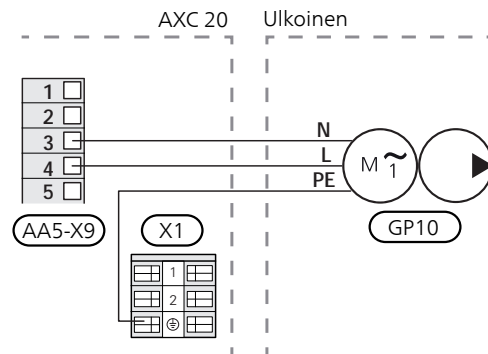 AXC 20 Ulkoinen
1
2
3 N
4 L
5 PE
M ~ 1
AA5-X9 X1 GP10
1
2